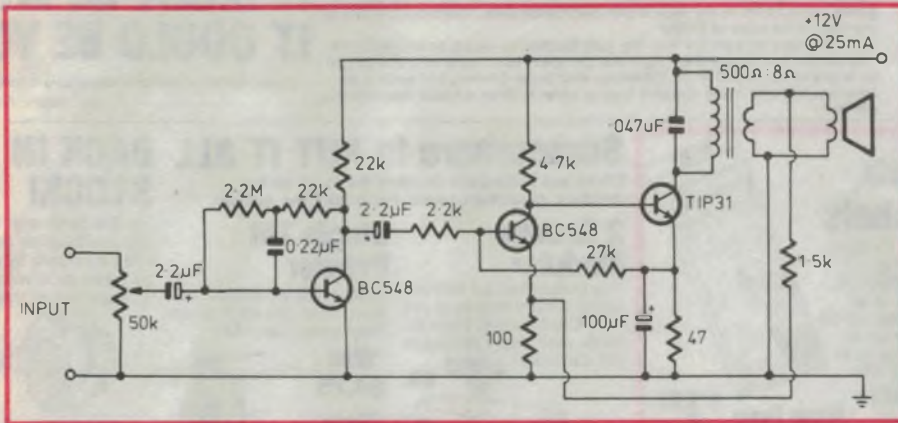 +12V
@25mA
500Ω:8Ω
047uF
22k
4.7k
2·2M
22k
2·2µF
2·2k
TIP31
BC548
0·22µF
27k
1·5k
2·2µF
BC548
INPUT
50k
100µF
100
47